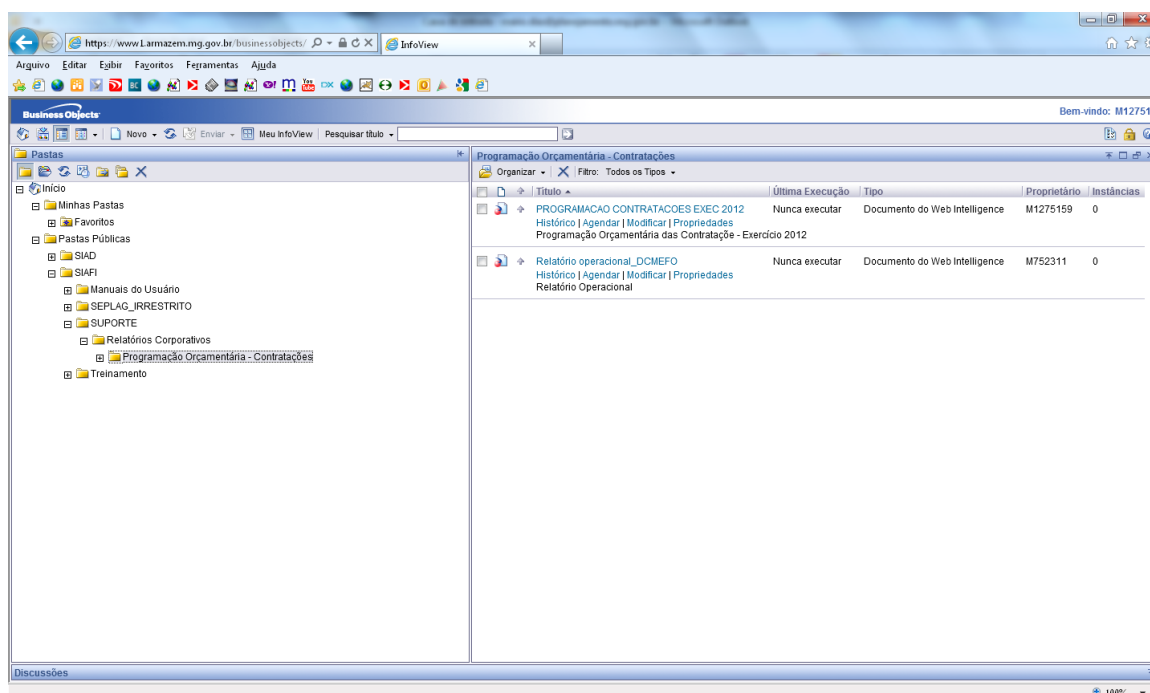 https://www1.armazem.mg.gov.br/businessobjects/
InfoView
Arquivo Editar Exibir Favoritos Ferramentas Ajuda
Business Objects
Bem-vindo: M12751
Novo Enviar Meu InfoView Pesquisar título
Pastas
Programação Orçamentária - Contratações
Organizar Filtro: Todos os Tipos
Título Última Execução Tipo Proprietário Instâncias
Início
Minhas Pastas
Favoritos
Pastas Públicas
SIAD
SIAFI
Manuais do Usuário
SEPLAG_IRRESTRITO
SUPORTE
Relatórios Corporativos
Programação Orçamentária - Contratações
Treinamento
PROGRAMACAO CONTRATACOES EXEC 2012 Nunca executar Documento do Web Intelligence M1275159 0
Histórico | Agendar | Modificar | Propriedades
Programação Orçamentária das Contrataçõe - Exercício 2012
Relatório operacional_DCMEFO Nunca executar Documento do Web Intelligence M752311 0
Histórico | Agendar | Modificar | Propriedades
Relatório Operacional
Discussões